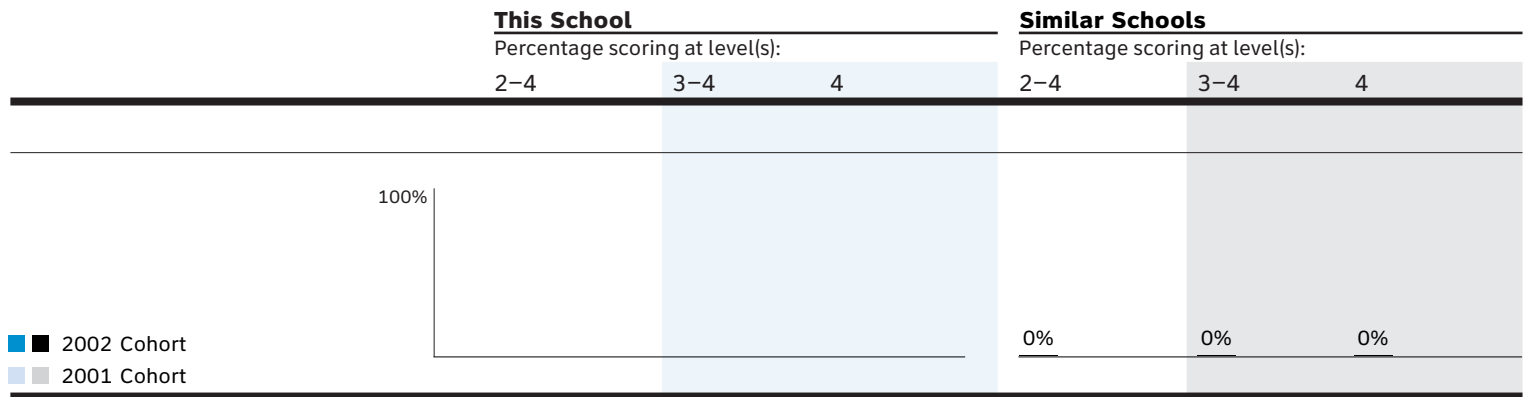 This School Similar Schools
Percentage scoring at level(s): Percentage scoring at level(s):
2–4 3–4 4 2–4 3–4 4
100%
0% 0% 0%
2002 Cohort
2001 Cohort